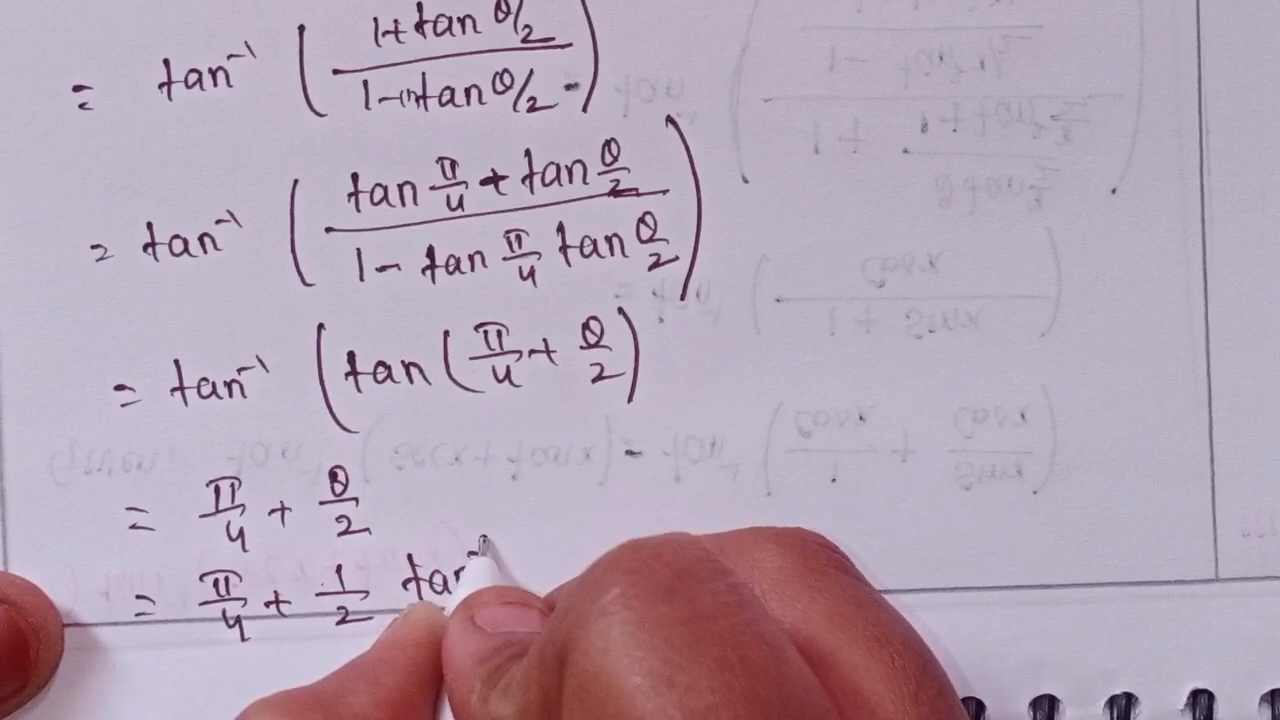 = tan⁻¹ ( (1+tan θ/2) / (1-tan θ/2) )
= tan⁻¹ ( (tan π/4 + tan θ/2) / (1 - tan π/4 tan θ/2) )
= tan⁻¹ ( tan ( π/4 + θ/2 )
= π/4 + θ/2
= π/4 + 1/2 tan⁻